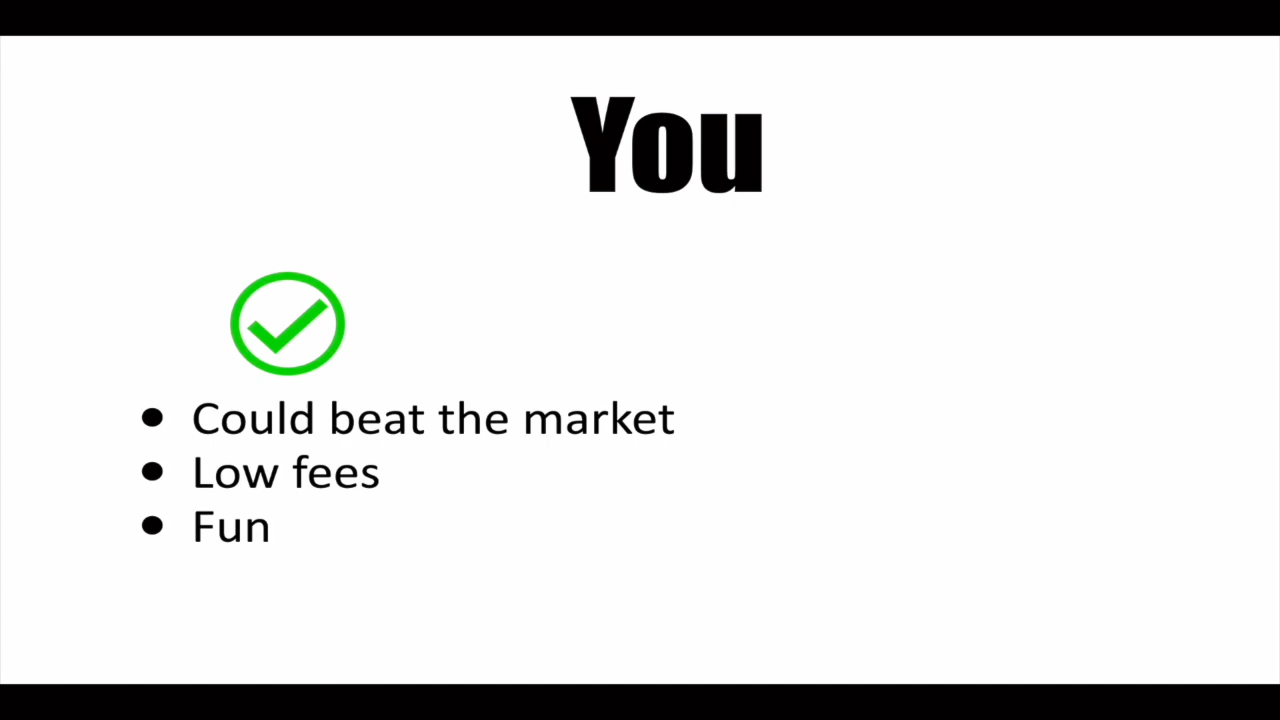 You
• Could beat the market
• Low fees
• Fun